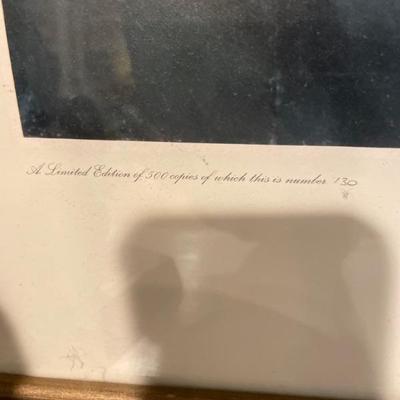 A Limited Edition of 500 copies of which this is number 130